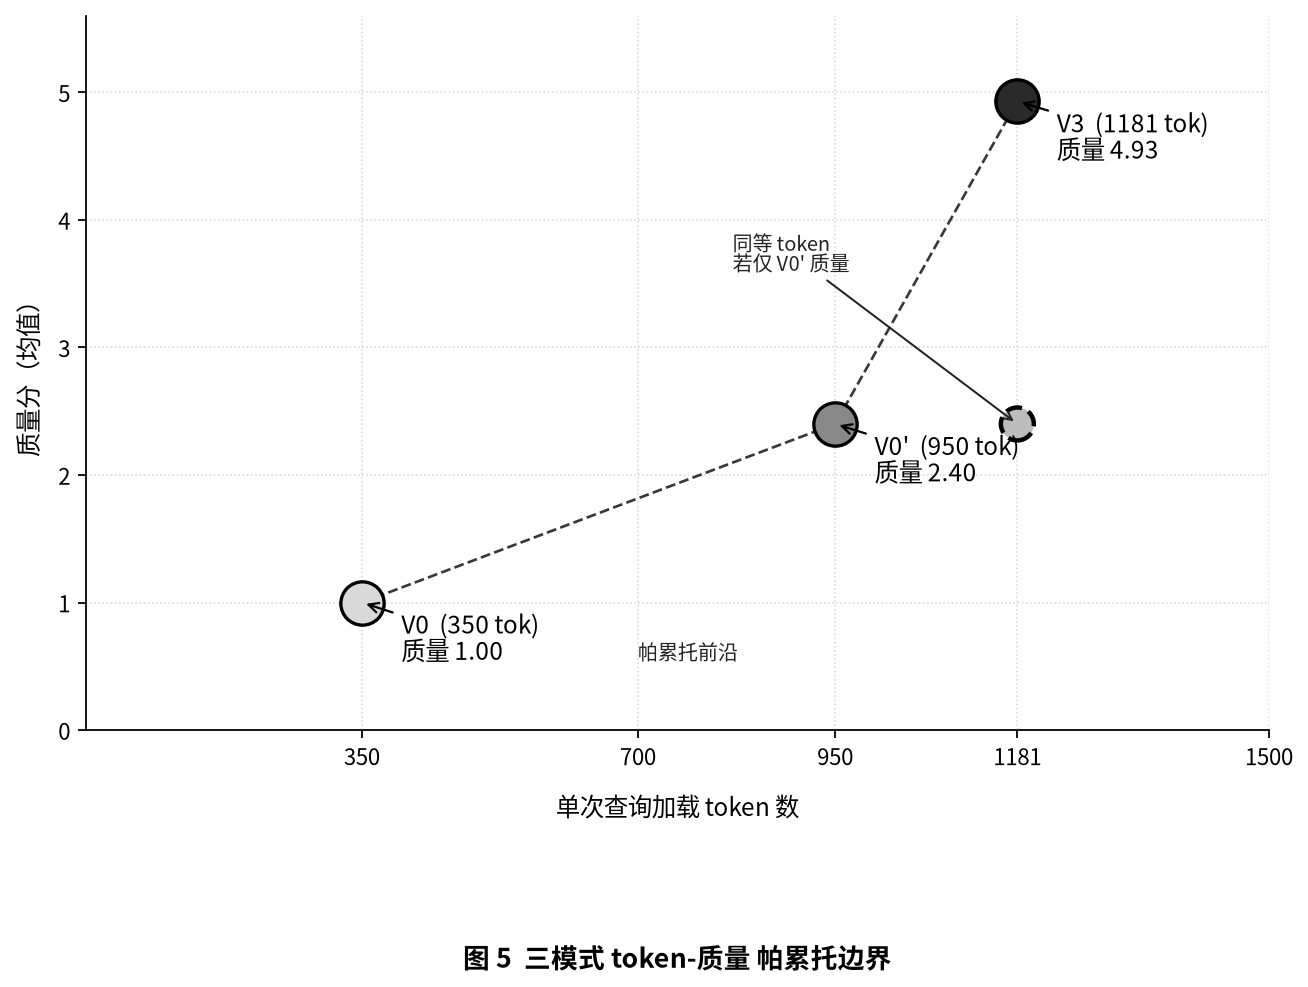 5
V3 (1181 tok)
质量 4.93
4
同等 token
若仅 V0' 质量
质量分（均值）
3
V0' (950 tok)
质量 2.40
2
1
V0 (350 tok)
质量 1.00
帕累托前沿
0
350 700 950 1181 1500
单次查询加载 token 数
图 5 三模式 token-质量 帕累托边界